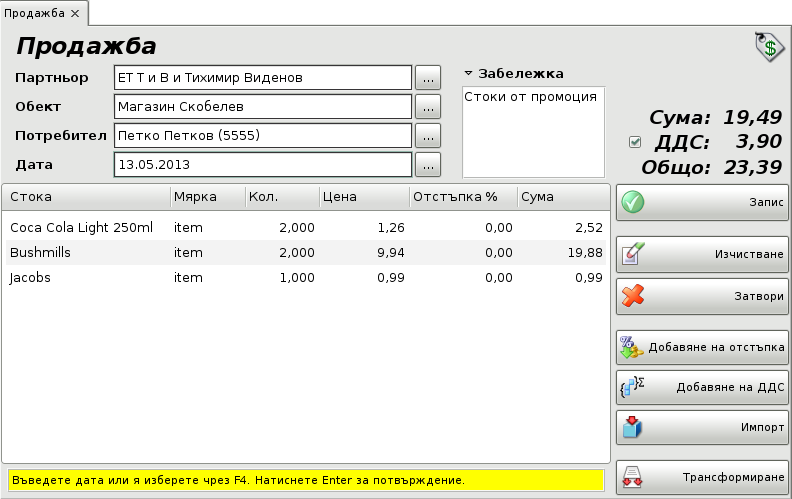 Продажба
Продажба
Партньор ЕТ Т и В и Тихимир Виденов ...
Обект Магазин Скобелев ...
Потребител Петко Петков (5555) ...
Дата 13.05.2013 ...
Забележка
Стоки от промоция
Сума: 19,49
ДДС: 3,90
Общо: 23,39
Стока Мярка Кол. Цена Отстъпка % Сума
Coca Cola Light 250ml item 2,000 1,26 0,00 2,52
Bushmills item 2,000 9,94 0,00 19,88
Jacobs item 1,000 0,99 0,00 0,99
Запис
Изчистване
Затвори
Добавяне на отстъпка
Добавяне на ДДС
Импорт
Трансформиране
Въведете дата или я изберете чрез F4. Натиснете Enter за потвърждение.